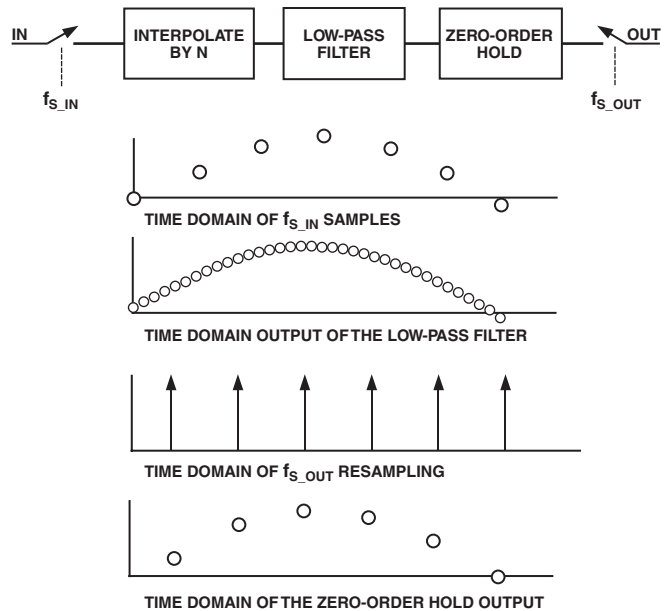 IN
INTERPOLATE
BY N
LOW-PASS
FILTER
ZERO-ORDER
HOLD
OUT
fS_IN
fS_OUT
TIME DOMAIN OF fS_IN SAMPLES
TIME DOMAIN OUTPUT OF THE LOW-PASS FILTER
TIME DOMAIN OF fS_OUT RESAMPLING
TIME DOMAIN OF THE ZERO-ORDER HOLD OUTPUT